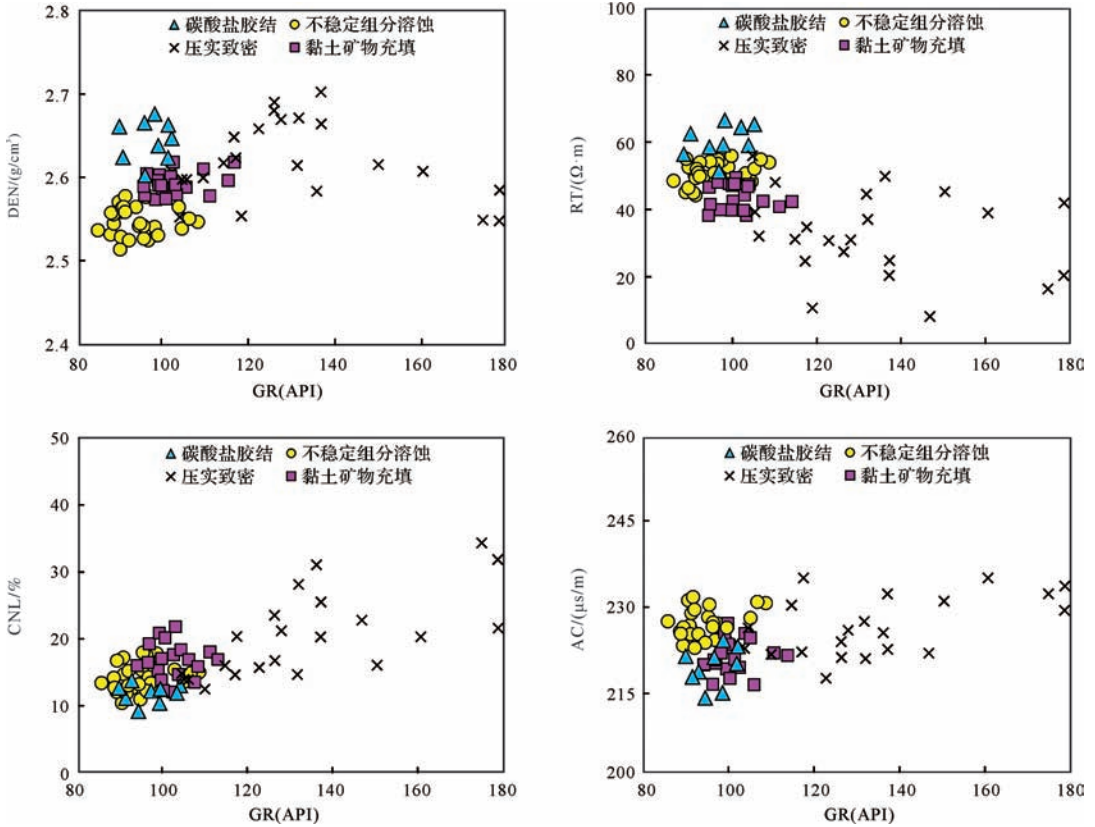 2.8
2.7
2.6
2.5
2.4
DEN/(g/cm³)
碳酸盐胶结 不稳定组分溶蚀
压实致密 黏土矿物充填
80 100 120 140 160 180
GR(API)
100
80
60
40
20
0
RT/(Ω·m)
碳酸盐胶结 不稳定组分溶蚀
压实致密 黏土矿物充填
80 100 120 140 160 180
GR(API)
50
40
30
20
10
0
CNL/%
碳酸盐胶结 不稳定组分溶蚀
压实致密 黏土矿物充填
80 100 120 140 160 180
GR(API)
260
245
230
215
200
AC/(μs/m)
碳酸盐胶结 不稳定组分溶蚀
压实致密 黏土矿物充填
80 100 120 140 160 180
GR(API)